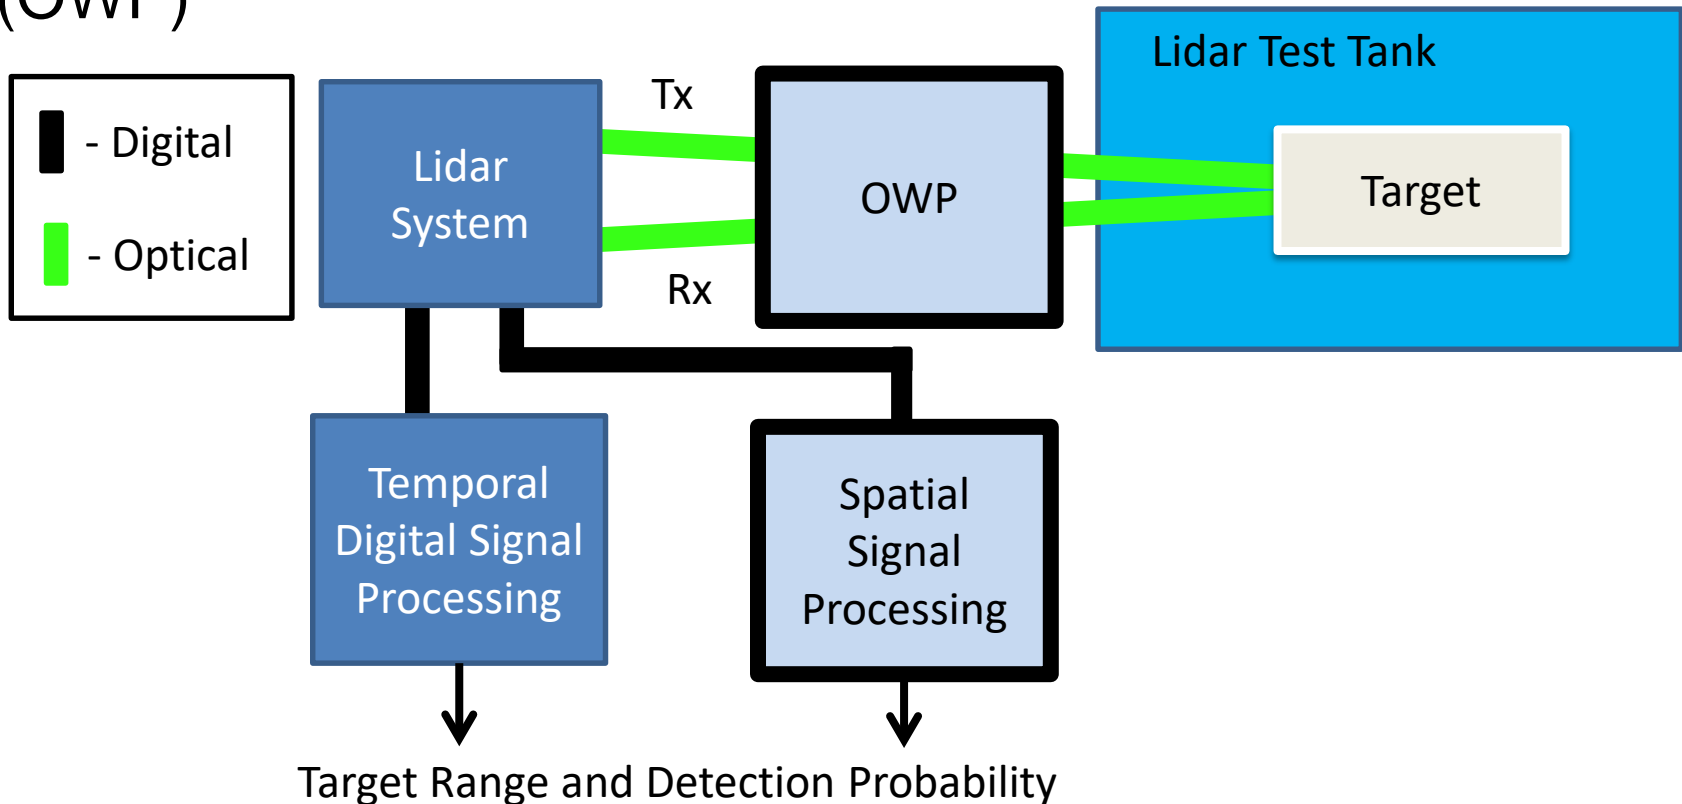 (OWP)
- Digital
- Optical
Lidar
System
Tx
Rx
OWP
Lidar Test Tank
Target
Temporal
Digital Signal
Processing
Spatial
Signal
Processing
Target Range and Detection Probability